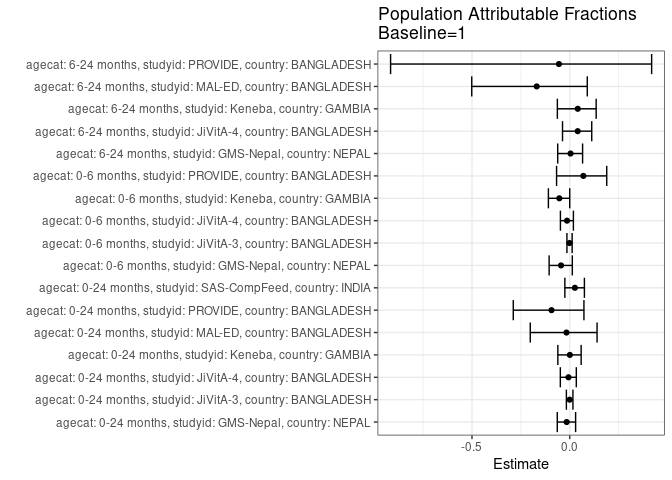 Population Attributable Fractions
Baseline=1
agecat: 6-24 months, studyid: PROVIDE, country: BANGLADESH
agecat: 6-24 months, studyid: MAL-ED, country: BANGLADESH
agecat: 6-24 months, studyid: Keneba, country: GAMBIA
agecat: 6-24 months, studyid: JiVitA-4, country: BANGLADESH
agecat: 6-24 months, studyid: GMS-Nepal, country: NEPAL
agecat: 0-6 months, studyid: PROVIDE, country: BANGLADESH
agecat: 0-6 months, studyid: Keneba, country: GAMBIA
agecat: 0-6 months, studyid: JiVitA-4, country: BANGLADESH
agecat: 0-6 months, studyid: JiVitA-3, country: BANGLADESH
agecat: 0-6 months, studyid: GMS-Nepal, country: NEPAL
agecat: 0-24 months, studyid: SAS-CompFeed, country: INDIA
agecat: 0-24 months, studyid: PROVIDE, country: BANGLADESH
agecat: 0-24 months, studyid: MAL-ED, country: BANGLADESH
agecat: 0-24 months, studyid: Keneba, country: GAMBIA
agecat: 0-24 months, studyid: JiVitA-4, country: BANGLADESH
agecat: 0-24 months, studyid: JiVitA-3, country: BANGLADESH
agecat: 0-24 months, studyid: GMS-Nepal, country: NEPAL
-0.5 0.0
Estimate